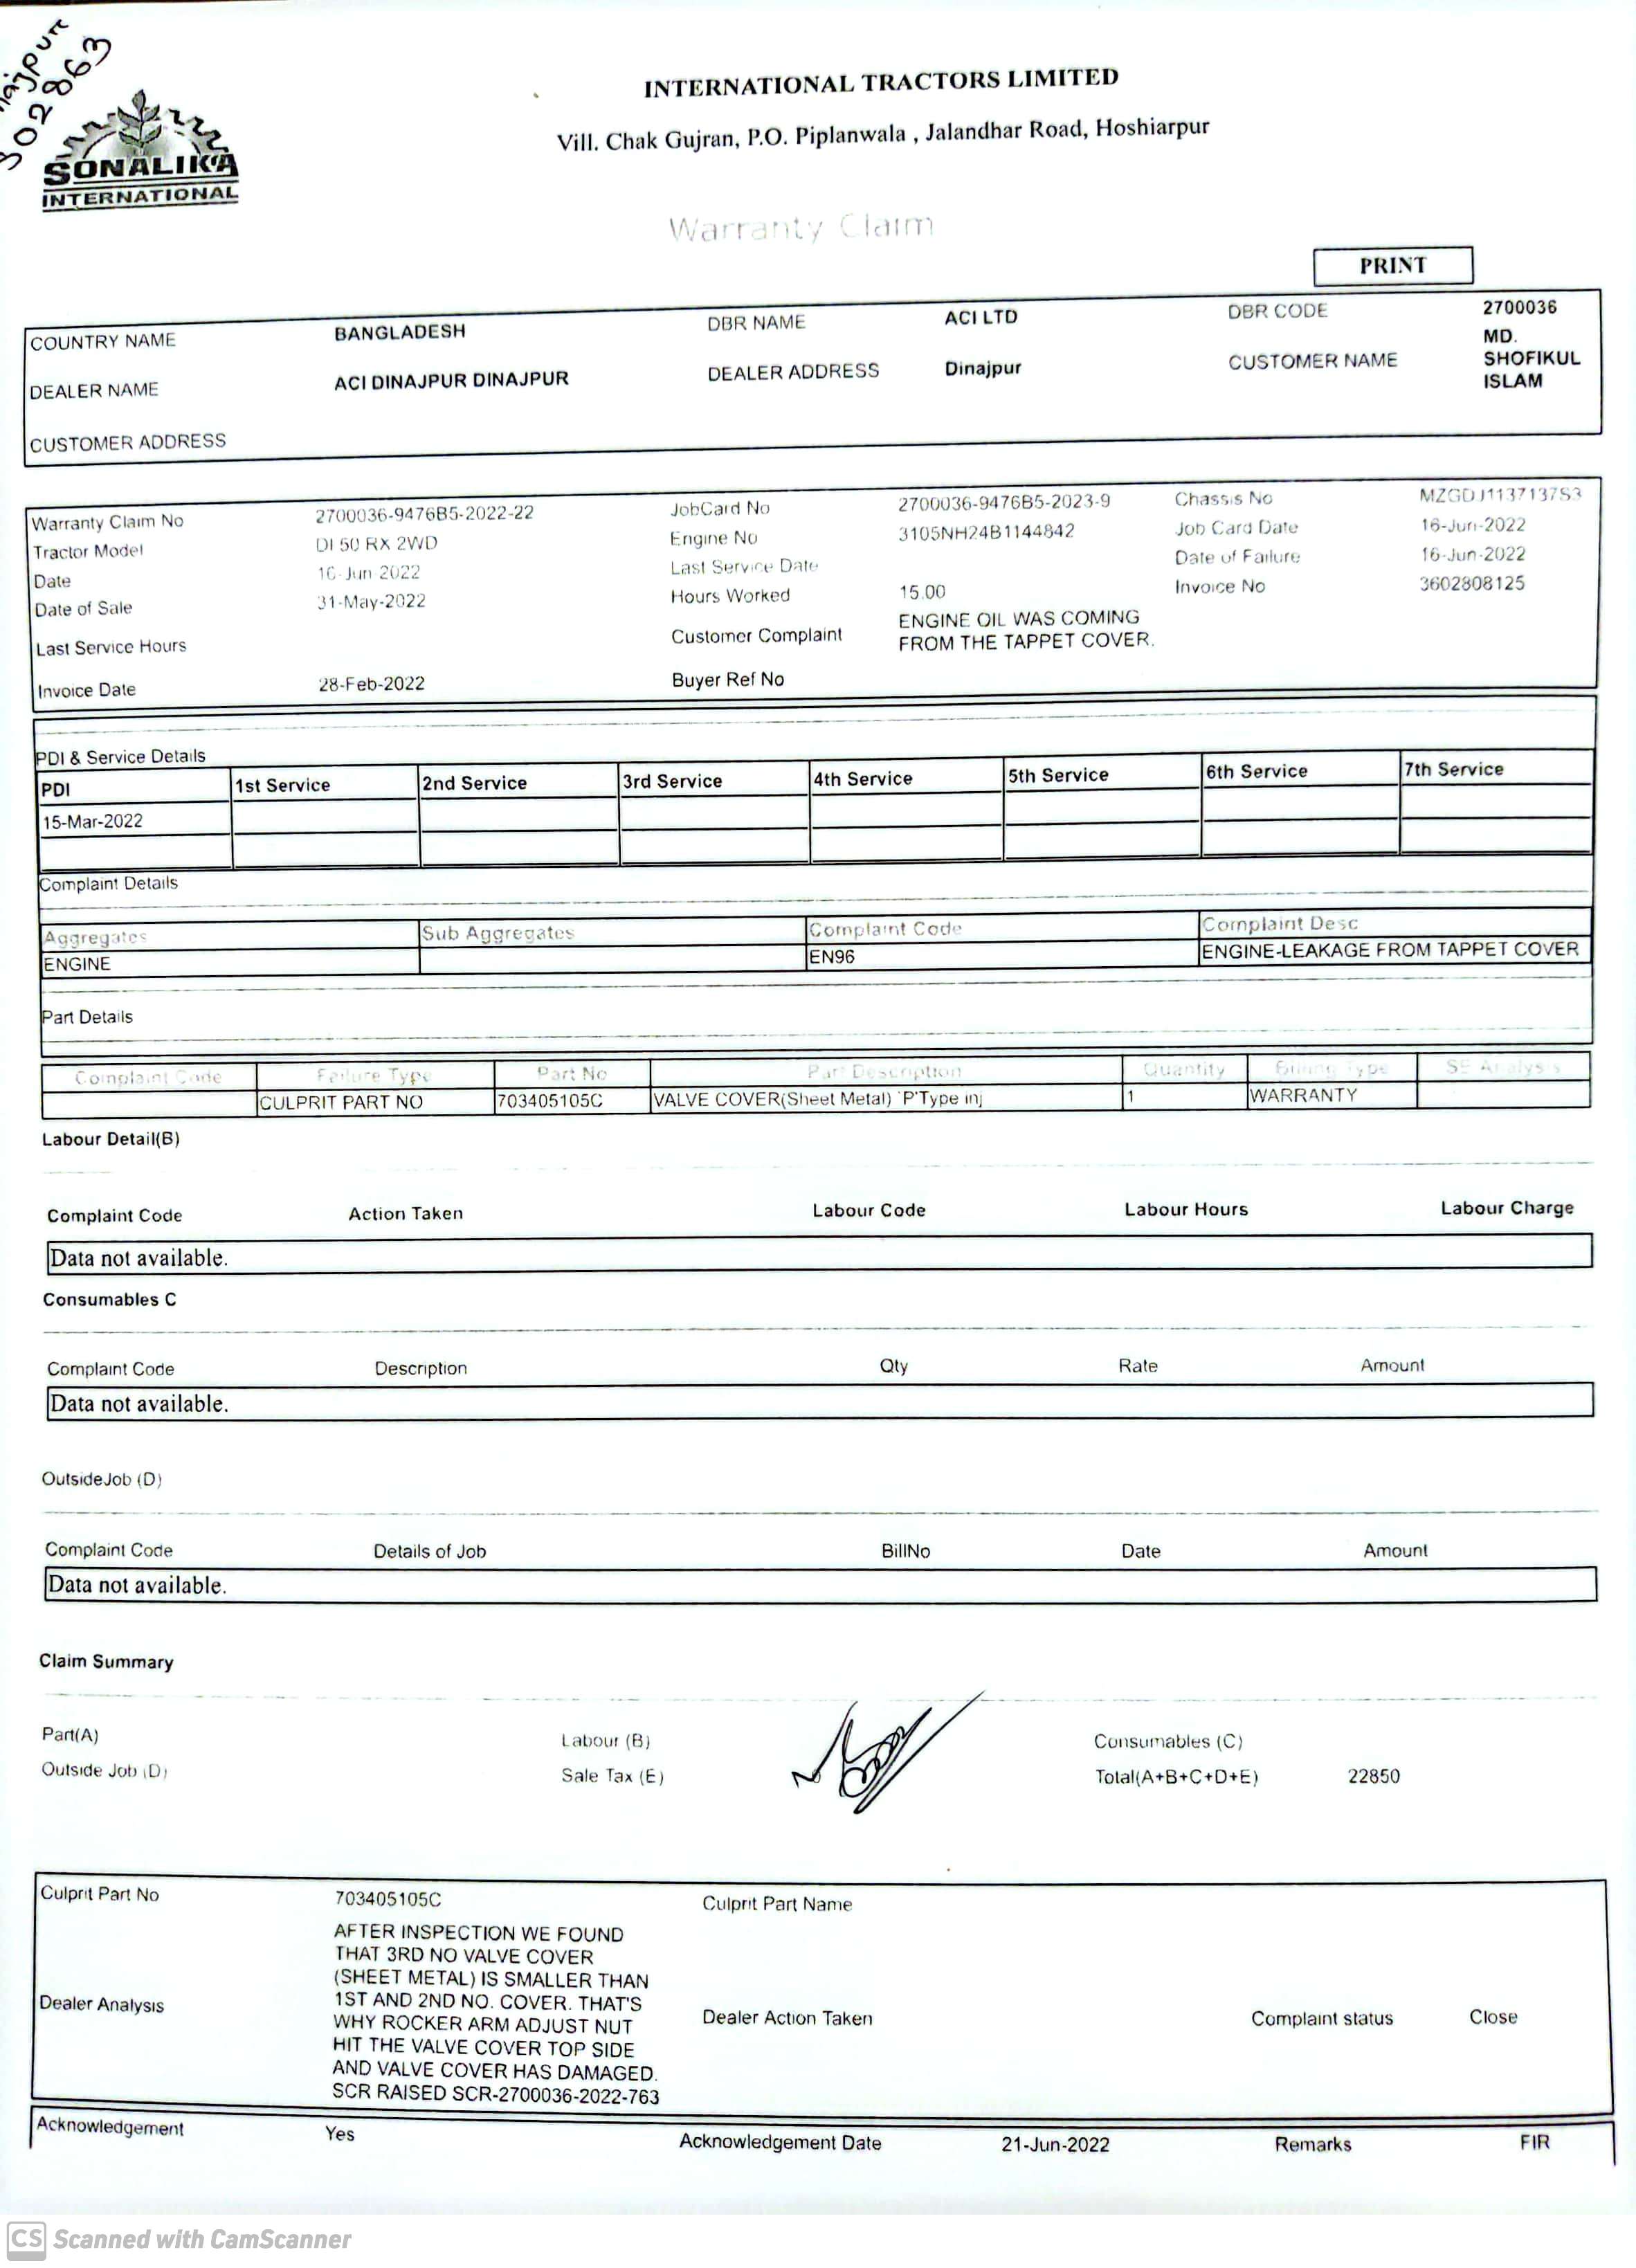 3028863
SONALIKA
INTERNATIONAL
INTERNATIONAL TRACTORS LIMITED
Vill. Chak Gujran, P.O. Piplanwala , Jalandhar Road, Hoshiarpur
Warranty Claim
PRINT
COUNTRY NAME BANGLADESH DBR NAME ACI LTD DBR CODE 2700036
DEALER NAME ACI DINAJPUR DINAJPUR DEALER ADDRESS Dinajpur CUSTOMER NAME MD. SHOFIKUL ISLAM
CUSTOMER ADDRESS
Warranty Claim No 2700036-9476B5-2022-22 JobCard No 2700036-9476B5-2023-9 Chassis No MZGDJ1137137S3
Tractor Model DI 50 RX 2WD Engine No 3105NH24B1144842 Job Card Date 16-Jun-2022
Date 16-Jun-2022 Last Service Date Date of Failure 16-Jun-2022
Date of Sale 31-May-2022 Hours Worked 15.00 Invoice No 3602808125
Last Service Hours Customer Complaint ENGINE OIL WAS COMING
FROM THE TAPPET COVER.
Invoice Date 28-Feb-2022 Buyer Ref No
PDI & Service Details
PDI 1st Service 2nd Service 3rd Service 4th Service 5th Service 6th Service 7th Service
15-Mar-2022
Complaint Details
Aggregates Sub Aggregates Complaint Code Complaint Desc
ENGINE EN96 ENGINE-LEAKAGE FROM TAPPET COVER
Part Details
Complaint Code Failure Type Part No Part Description Quantity Billing Type SE Analysis
CULPRIT PART NO 703405105C VALVE COVER(Sheet Metal) `P'Type inj 1 WARRANTY
Labour Detail(B)
Complaint Code Action Taken Labour Code Labour Hours Labour Charge
Data not available.
Consumables C
Complaint Code Description Qty Rate Amount
Data not available.
OutsideJob (D)
Complaint Code Details of Job BillNo Date Amount
Data not available.
Claim Summary
Part(A) Labour (B) Consumables (C)
Outside Job (D) Sale Tax (E) Total(A+B+C+D+E) 22850
Culprit Part No 703405105C Culprit Part Name
AFTER INSPECTION WE FOUND
THAT 3RD NO VALVE COVER
(SHEET METAL) IS SMALLER THAN
Dealer Analysis 1ST AND 2ND NO. COVER. THAT'S Dealer Action Taken Complaint status Close
WHY ROCKER ARM ADJUST NUT
HIT THE VALVE COVER TOP SIDE
AND VALVE COVER HAS DAMAGED.
SCR RAISED SCR-2700036-2022-763
Acknowledgement Yes Acknowledgement Date 21-Jun-2022 Remarks FIR
CS Scanned with CamScanner